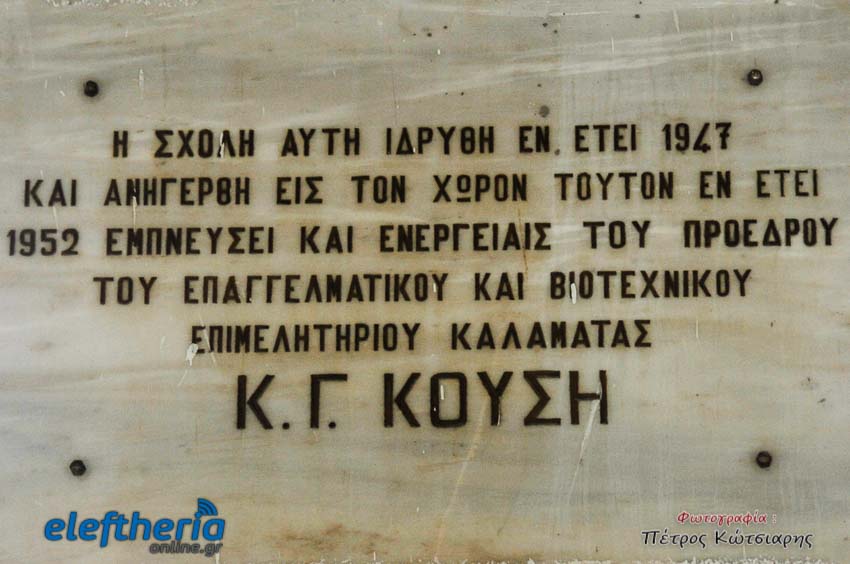 Η ΣΧΟΛΗ ΑΥΤΗ ΙΔΡΥΘΗ ΕΝ. ΕΤΕΙ 1947
ΚΑΙ ΑΝΗΓΕΡΘΗ ΕΙΣ ΤΟΝ ΧΩΡΟΝ ΤΟΥΤΟΝ ΕΝ ΕΤΕΙ
1952 ΕΜΠΝΕΥΣΕΙ ΚΑΙ ΕΝΕΡΓΕΙΑΙΣ ΤΟΥ ΠΡΟΕΔΡΟΥ
ΤΟΥ ΕΠΑΓΓΕΛΜΑΤΙΚΟΥ ΚΑΙ ΒΙΟΤΕΧΝΙΚΟΥ
ΕΠΙΜΕΛΗΤΗΡΙΟΥ ΚΑΛΑΜΑΤΑΣ
Κ. Γ. ΚΟΥΣΗ
eleftheria
online.gr
Φωτογραφία :
Πέτρος Κώτσιαρης